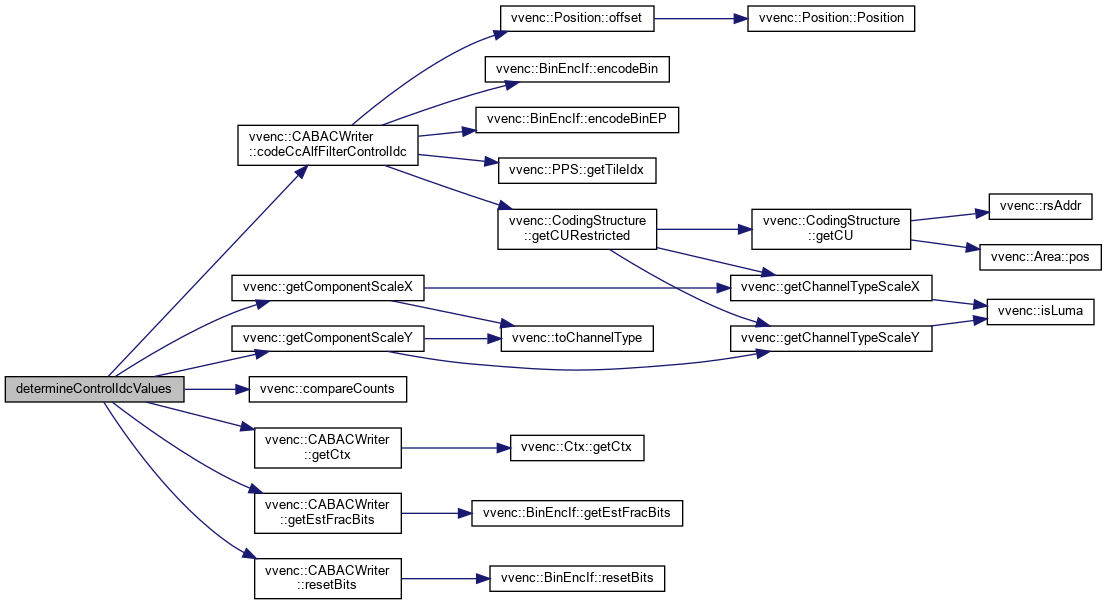 vvenc::Position::offset
vvenc::Position::Position
vvenc::BinEncIf::encodeBin
vvenc::BinEncIf::encodeBinEP
vvenc::CABACWriter
::codeCcAlfFilterControlIdc
vvenc::PPS::getTileIdx
vvenc::CodingStructure
::getCURestricted
vvenc::CodingStructure
::getCU
vvenc::rsAddr
vvenc::Area::pos
vvenc::getComponentScaleX
vvenc::getChannelTypeScaleX
vvenc::isLuma
vvenc::getComponentScaleY
vvenc::toChannelType
vvenc::getChannelTypeScaleY
determineControlIdcValues
vvenc::compareCounts
vvenc::CABACWriter
::getCtx
vvenc::Ctx::getCtx
vvenc::CABACWriter
::getEstFracBits
vvenc::BinEncIf::getEstFracBits
vvenc::CABACWriter
::resetBits
vvenc::BinEncIf::resetBits